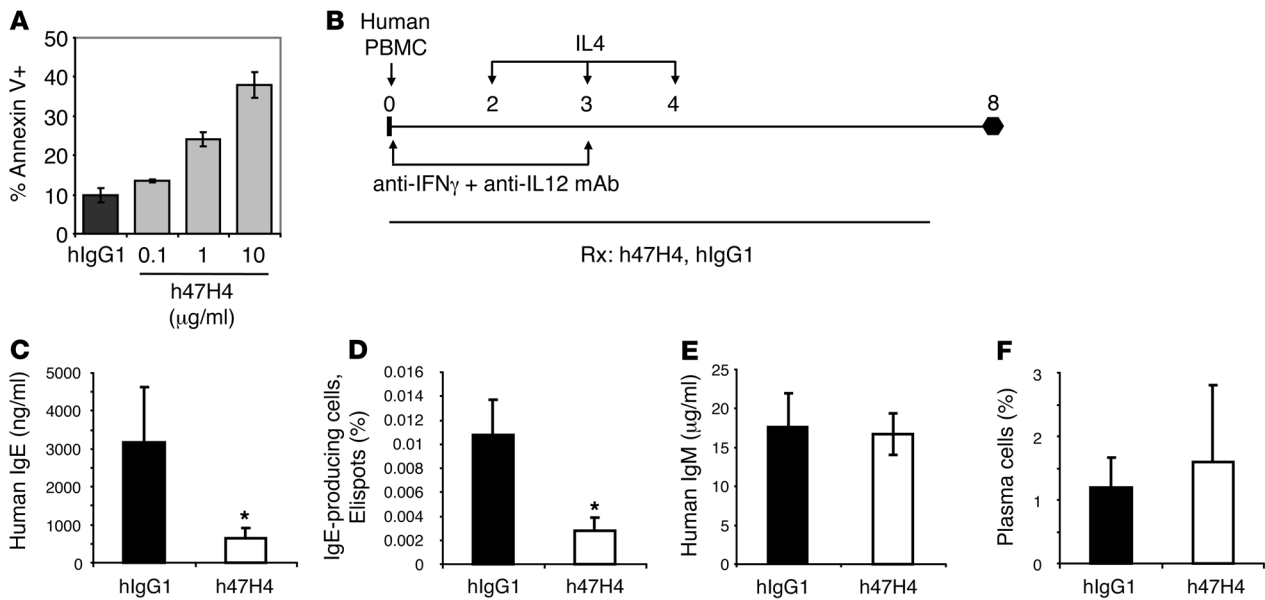 A
% Annexin V+
50
40
30
20
10
0
hIgG1 0.1 1 10
h47H4
(μg/ml)
B
Human
PBMC
IL4
0 2 3 4 8
anti-IFNγ + anti-IL12 mAb
Rx: h47H4, hIgG1
C
Human IgE (ng/ml)
5000
4000
3000
2000
1000
0
*
hIgG1 h47H4
D
IgE-producing cells,
Elispots (%)
0.016
0.014
0.012
0.01
0.008
0.006
0.004
0.002
0
*
hIgG1 h47H4
E
Human IgM (μg/ml)
25
20
15
10
5
0
hIgG1 h47H4
F
Plasma cells (%)
3
2
1
0
hIgG1 h47H4